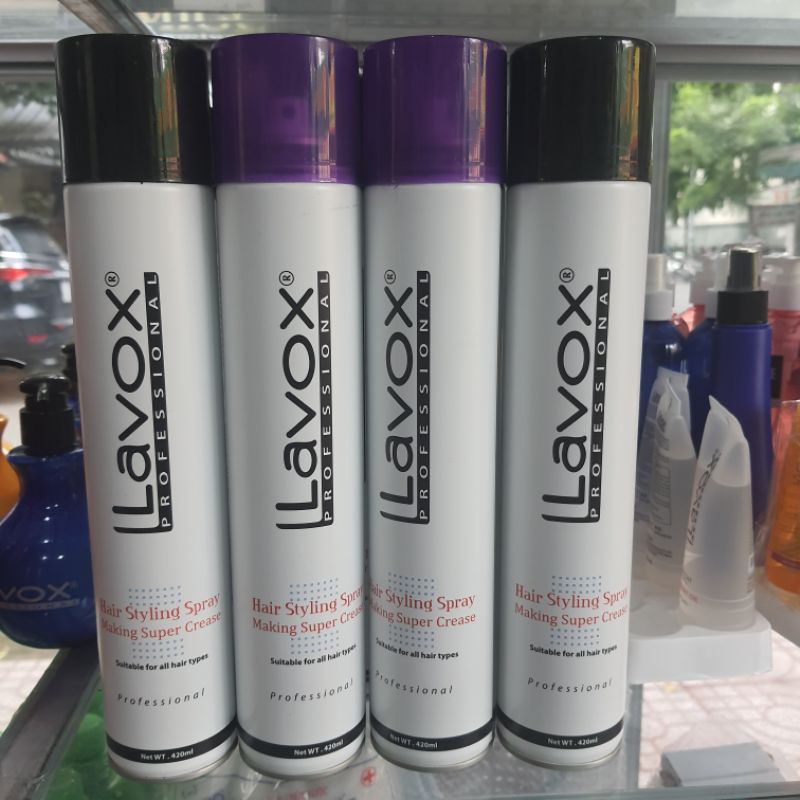 Lavox®
PROFESSIONAL
Hair Styling Spray
Making Super Crease
Suitable for all hair types
Professional
Net WT . 420ml
Lavox®
PROFESSIONAL
Hair Styling Spray
Making Super Crease
Suitable for all hair types
Professional
Net WT . 420ml
Lavox®
PROFESSIONAL
Hair Styling Spray
Making Super Crease
Suitable for all hair types
Professional
Net WT . 420ml
Lavox®
PROFESSIONAL
Hair Styling Spray
Making Super Crease
Suitable for all hair types
Professional
Net WT . 420ml
VOX®